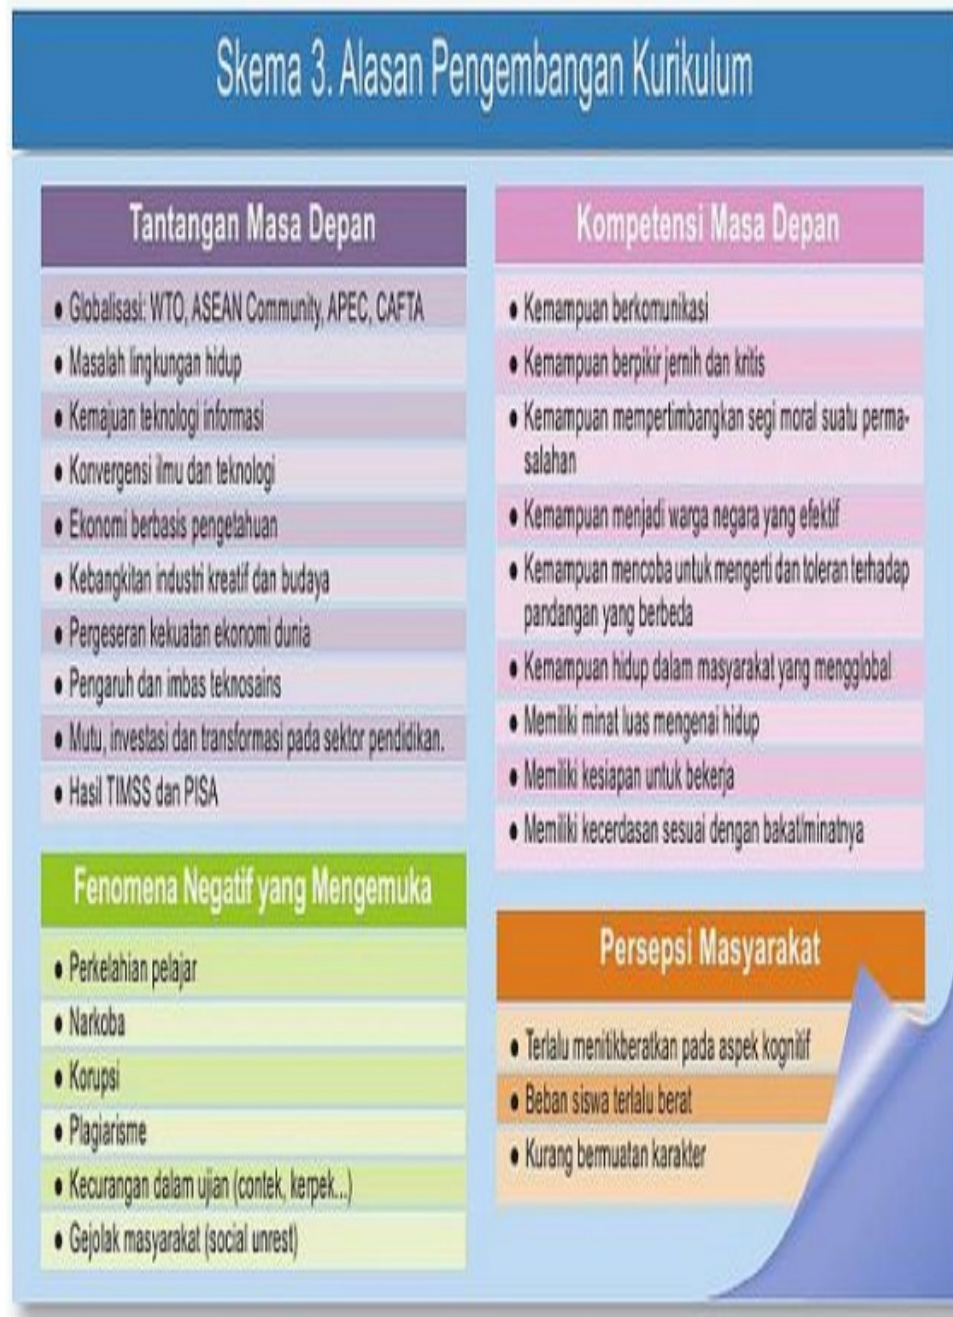 Skema 3. Alasan Pengembangan Kurikulum
Tantangan Masa Depan
• Globalisasi: WTO, ASEAN Community, APEC, CAFTA
• Masalah lingkungan hidup
• Kemajuan teknologi informasi
• Konvergensi ilmu dan teknologi
• Ekonomi berbasis pengetahuan
• Kebangkitan industri kreatif dan budaya
• Pergeseran kekuatan ekonomi dunia
• Pengaruh dan imbas teknosains
• Mutu, investasi dan transformasi pada sektor pendidikan.
• Hasil TIMSS dan PISA
Fenomena Negatif yang Mengemuka
• Perkelahian pelajar
• Narkoba
• Korupsi
• Plagiarisme
• Kecurangan dalam ujian (contek, kerpek...)
• Gejolak masyarakat (social unrest)
Kompetensi Masa Depan
• Kemampuan berkomunikasi
• Kemampuan berpikir jernih dan kritis
• Kemampuan mempertimbangkan segi moral suatu perma-
salahan
• Kemampuan menjadi warga negara yang efektif
• Kemampuan mencoba untuk mengerti dan toleran terhadap
pandangan yang berbeda
• Kemampuan hidup dalam masyarakat yang mengglobal
• Memiliki minat luas mengenai hidup
• Memiliki kesiapan untuk bekerja
• Memiliki kecerdasan sesuai dengan bakat/minatnya
Persepsi Masyarakat
• Terlalu menitikberatkan pada aspek kognitif
• Beban siswa terlalu berat
• Kurang bermuatan karakter